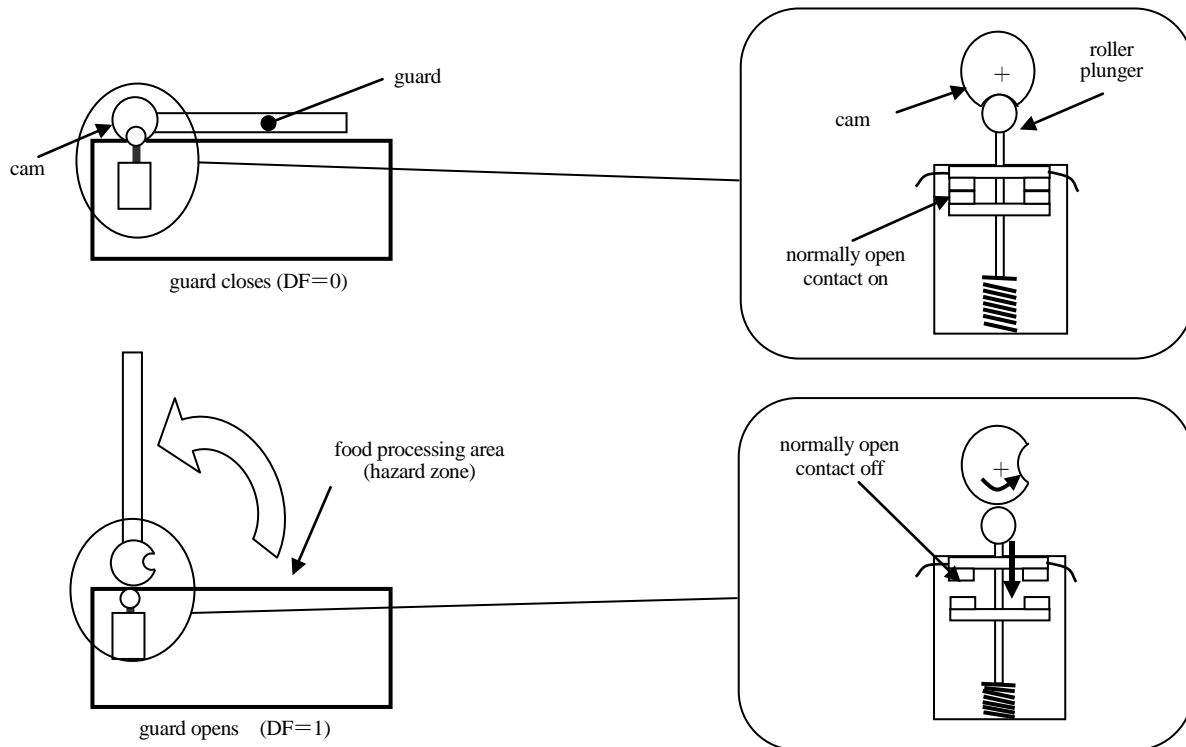 guard
cam
guard closes (DF＝0)
roller
plunger
cam
normally open
contact on
food processing area
(hazard zone)
guard opens (DF＝1)
normally open
contact off